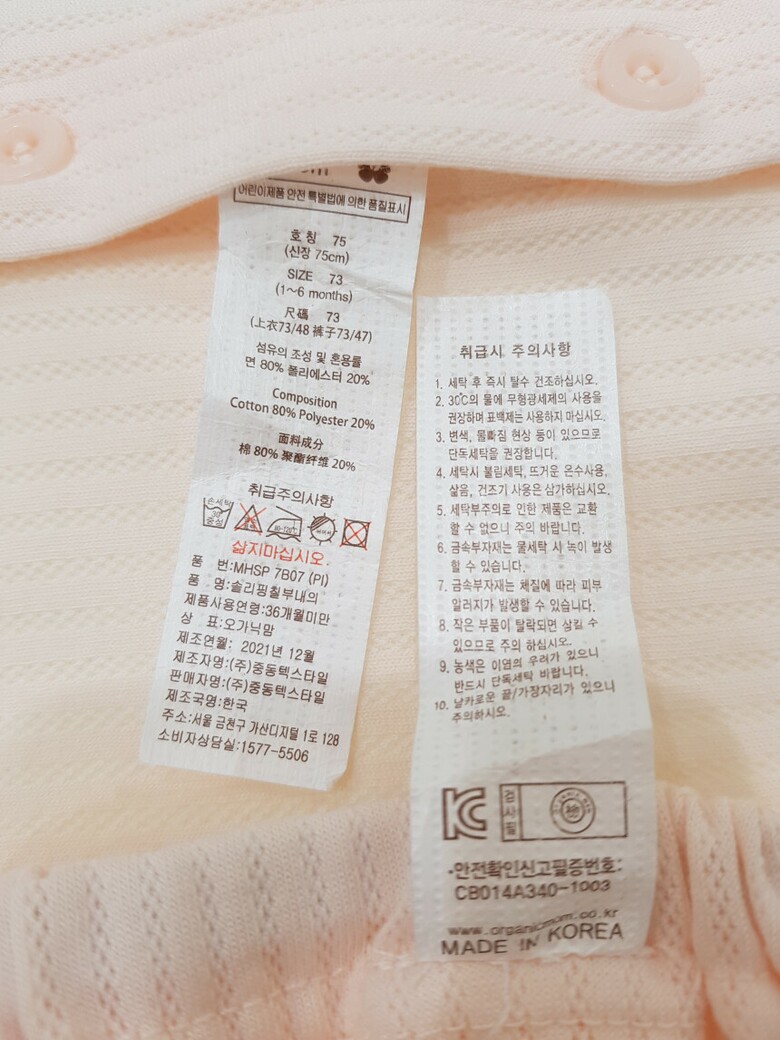 어린이제품 안전 특별법에 의한 품질표시
호 칭 75
(신장 75cm)
SIZE 73
(1~6 months)
尺碼 73
(上衣73/48 裤子73/47)
섬유의 조성 및 혼용률
면 80% 폴리에스터 20%
Composition
Cotton 80% Polyester 20%
面料成分
棉 80% 聚酯纤维 20%
취급주의사항
손세탁
30°
중성
80~120℃
삶지마십시오
품 번:MHSP 7B07 (PI)
품 명:솔리핑칠부내의
제품사용연령:36개월미만
상 표:오가닉맘
제조연월: 2021년 12월
제조자명:(주)중동텍스타일
판매자명:(주)중동텍스타일
제조국명:한국
주소:서울 금천구 가산디지털 1로 128
소비자상담실:1577-5506
취급시 주의사항
1. 세탁 후 즉시 탈수 건조하십시오.
2. 30℃의 물에 무형광세제의 사용을
권장하며 표백제는 사용하지 마십시오.
3. 변색, 물빠짐 현상 등이 있으므로
단독세탁을 권장합니다.
4. 세탁시 불림세탁, 뜨거운 온수사용,
삶음, 건조기 사용은 삼가하십시오.
5. 세탁부주의로 인한 제품은 교환
할 수 없으니 주의 바랍니다.
6. 금속부자재는 물세탁 시 녹이 발생
할 수 있습니다.
7. 금속부자재는 체질에 따라 피부
알러지가 발생할 수 있습니다.
8. 작은 부품이 탈락되면 삼킬 수
있으므로 주의 하십시오.
9. 농색은 이염의 우려가 있으니
반드시 단독세탁 바랍니다.
10. 날카로운 끝/가장자리가 있으니
주의하십시오.
KC
검사필
·안전확인신고필증번호:
CB014A340-1003
www.organicmom.co.kr
MADE IN KOREA